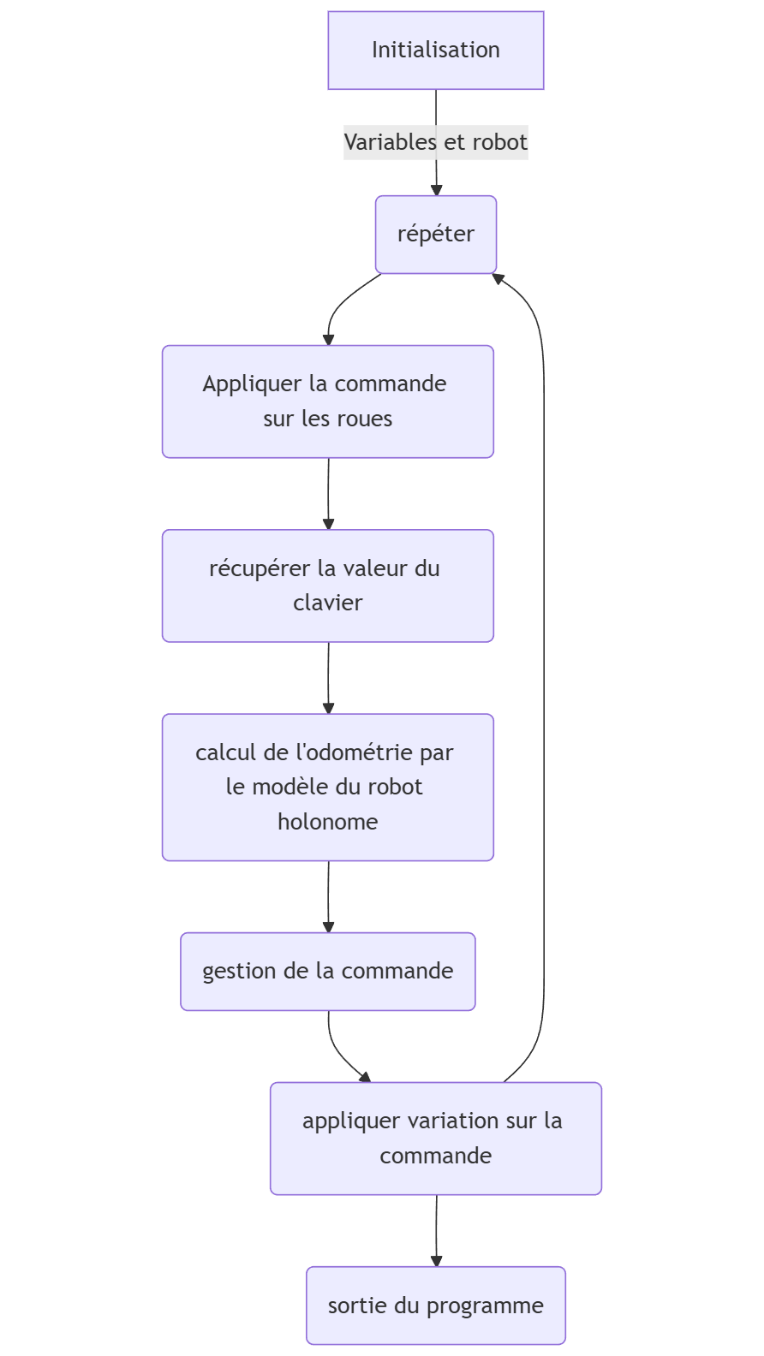 Initialisation
Variables et robot
répéter
Appliquer la commande
sur les roues
récupérer la valeur du
clavier
calcul de l'odométrie par
le modèle du robot
holonome
gestion de la commande
appliquer variation sur la
commande
sortie du programme